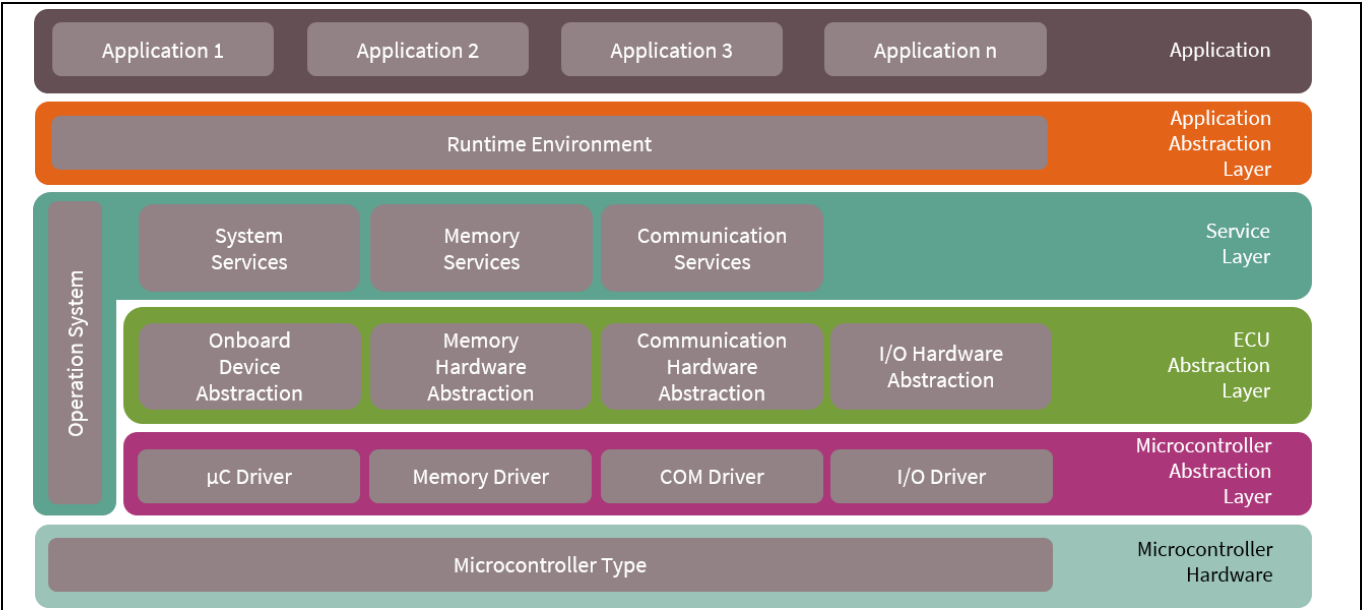 Application 1
Application 2
Application 3
Application n
Application
Runtime Environment
Application
Abstraction
Layer
Operation System
System
Services
Memory
Services
Communication
Services
Service
Layer
Onboard
Device
Abstraction
Memory
Hardware
Abstraction
Communication
Hardware
Abstraction
I/O Hardware
Abstraction
ECU
Abstraction
Layer
µC Driver
Memory Driver
COM Driver
I/O Driver
Microcontroller
Abstraction
Layer
Microcontroller Type
Microcontroller
Hardware